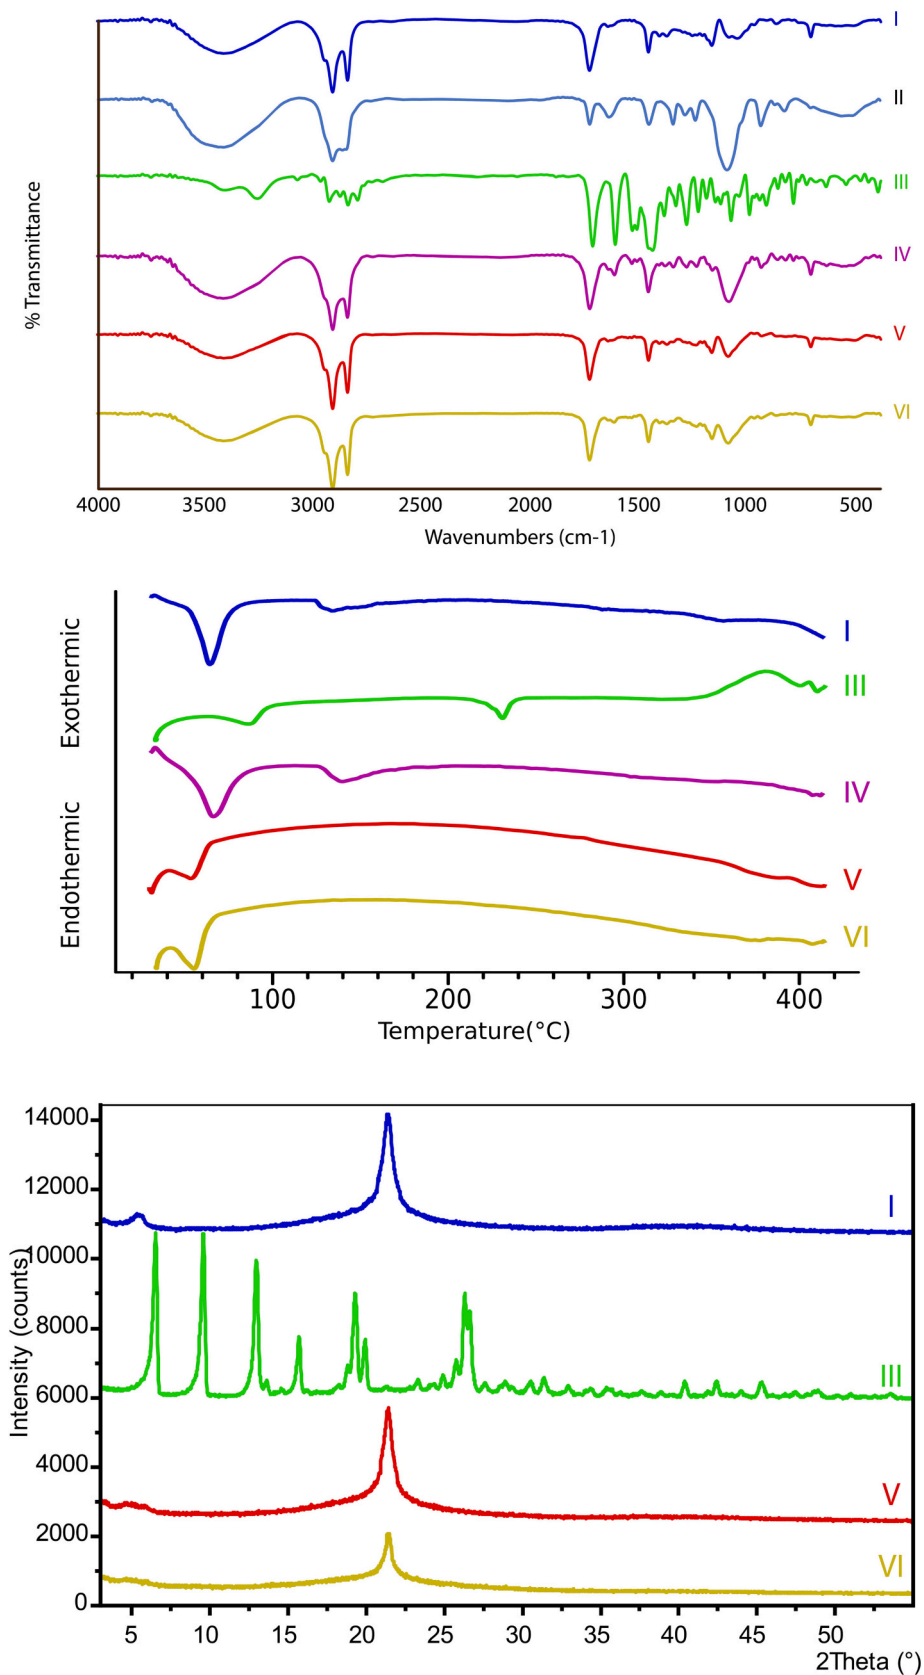 I
II
III
IV
V
VI
% Transmittance
4000 3500 3000 2500 2000 1500 1000 500
Wavenumbers (cm-1)
Exothermic
Endothermic
I
III
IV
V
VI
100 200 300 400
Temperature(°C)
Intensity (counts)
14000
12000
10000
8000
6000
4000
2000
0
I
III
V
VI
5 10 15 20 25 30 35 40 45 50
2Theta (°)